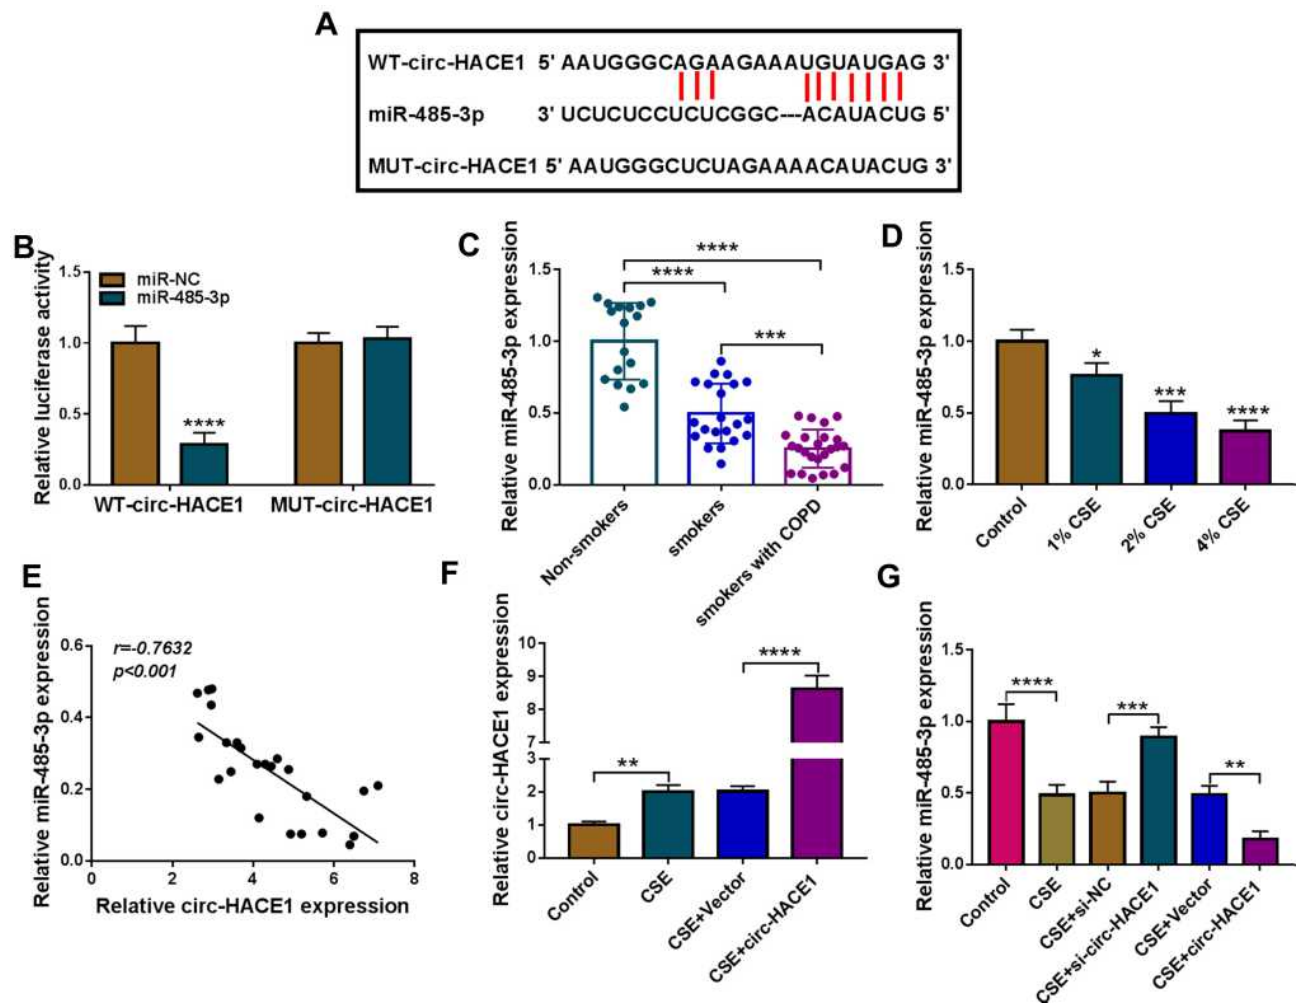 A
WT-circ-HACE1 5' AAUGGGCAGAAGAAAUGUAUGAG 3'
miR-485-3p 3' UCUCUCCUCUCGGC---ACAUACUG 5'
MUT-circ-HACE1 5' AAUGGGCUCUAGAAAACAUACUG 3'
B
Relative luciferase activity
miR-NC
miR-485-3p
1.5
1.0
0.5
0.0
****
WT-circ-HACE1 MUT-circ-HACE1
C
Relative miR-485-3p expression
1.5
1.0
0.5
0.0
****
****
***
Non-smokers
smokers
smokers with COPD
D
Relative miR-485-3p expression
1.5
1.0
0.5
0.0
*
***
****
Control
1% CSE
2% CSE
4% CSE
E
Relative miR-485-3p expression
0.6
0.4
0.2
0.0
r=-0.7632
p<0.001
0 2 4 6 8
Relative circ-HACE1 expression
F
Relative circ-HACE1 expression
10
9
8
7
3
2
1
0
**
****
Control
CSE
CSE+Vector
CSE+circ-HACE1
G
Relative miR-485-3p expression
1.5
1.0
0.5
0.0
****
***
**
Control
CSE
CSE+si-NC
CSE+si-circ-HACE1
CSE+Vector
CSE+circ-HACE1